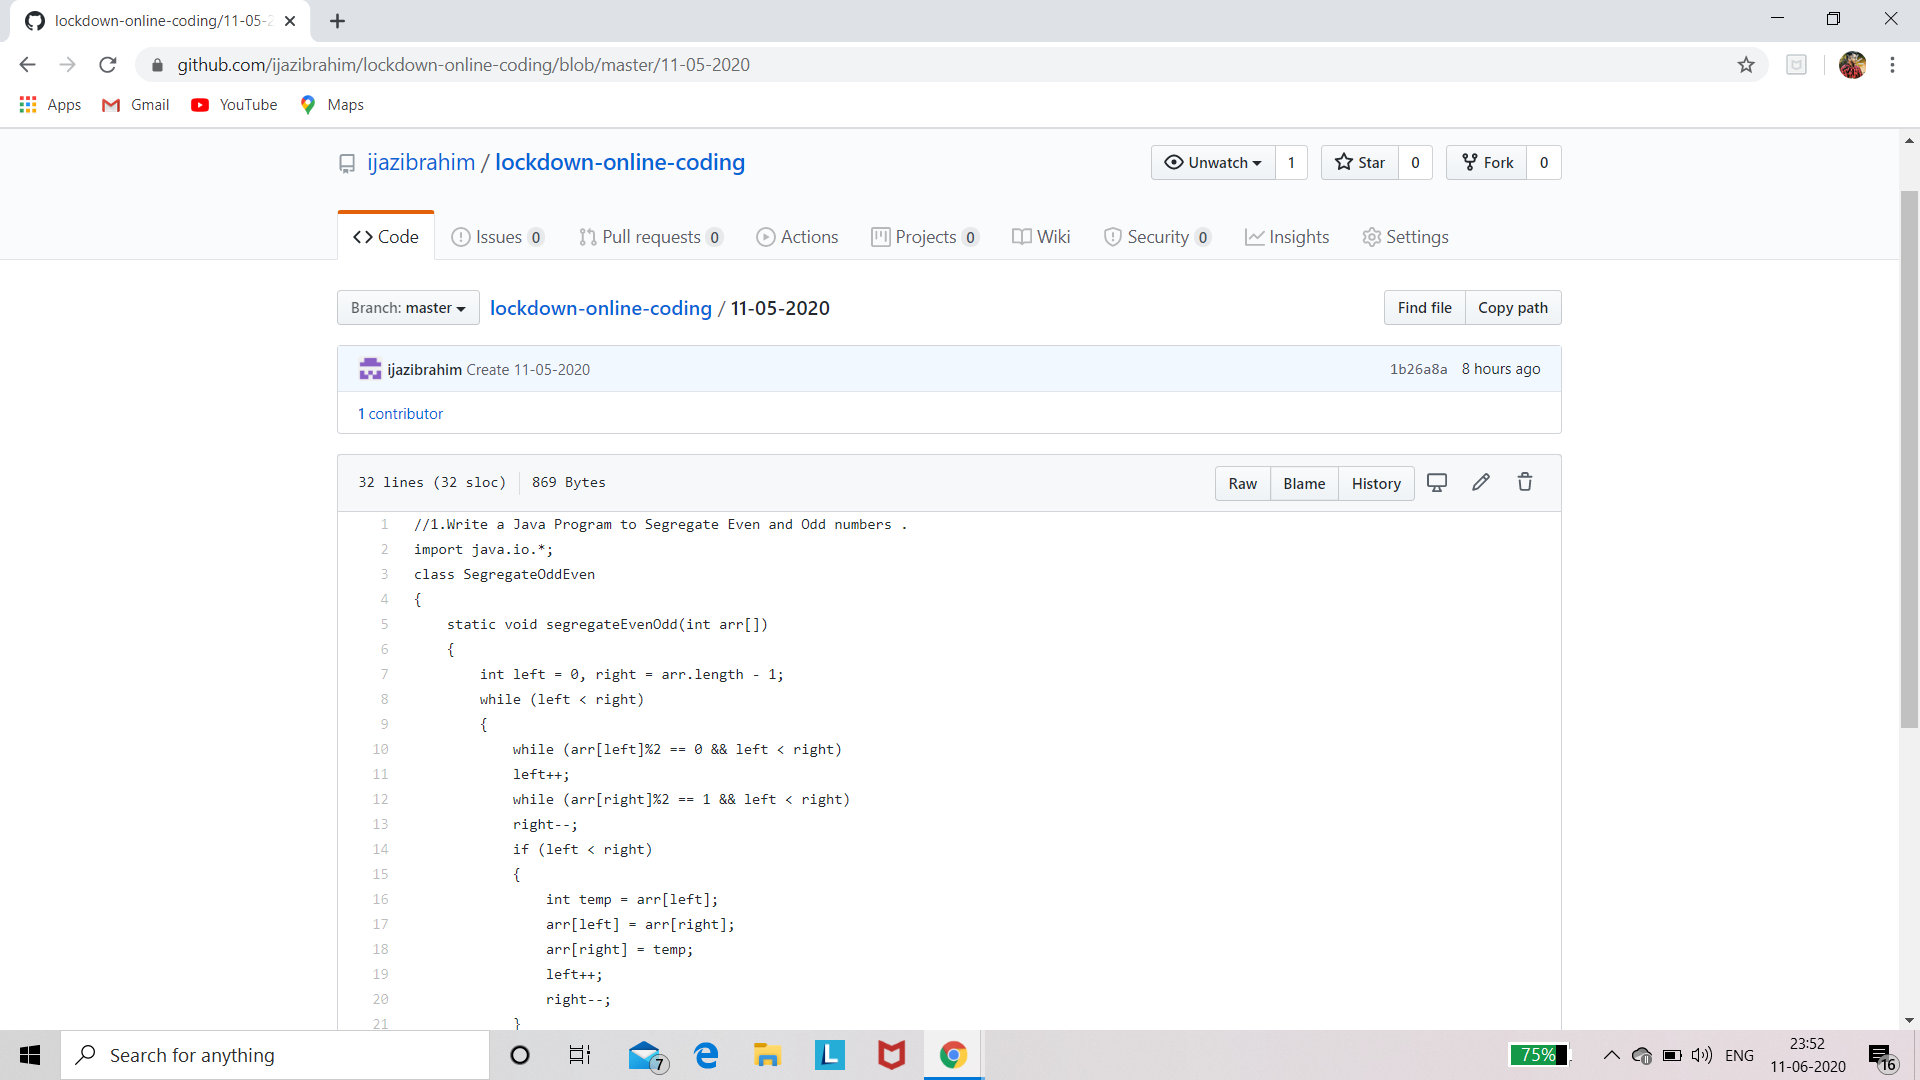 lockdown-online-coding/11-05-2
github.com/ijazibrahim/lockdown-online-coding/blob/master/11-05-2020
Apps Gmail YouTube Maps
ijazibrahim / lockdown-online-coding
Unwatch 1 Star 0 Fork 0
Code Issues 0 Pull requests 0 Actions Projects 0 Wiki Security 0 Insights Settings
Branch: master lockdown-online-coding / 11-05-2020 Find file Copy path
ijazibrahim Create 11-05-2020 1b26a8a 8 hours ago
1 contributor
32 lines (32 sloc) 869 Bytes Raw Blame History
1 //1.Write a Java Program to Segregate Even and Odd numbers .
2 import java.io.*;
3 class SegregateOddEven
4 {
5 static void segregateEvenOdd(int arr[])
6 {
7 int left = 0, right = arr.length - 1;
8 while (left < right)
9 {
10 while (arr[left]%2 == 0 && left < right)
11 left++;
12 while (arr[right]%2 == 1 && left < right)
13 right--;
14 if (left < right)
15 {
16 int temp = arr[left];
17 arr[left] = arr[right];
18 arr[right] = temp;
19 left++;
20 right--;
21 }
Search for anything
7
L
75%
ENG
23:52
11-06-2020
16